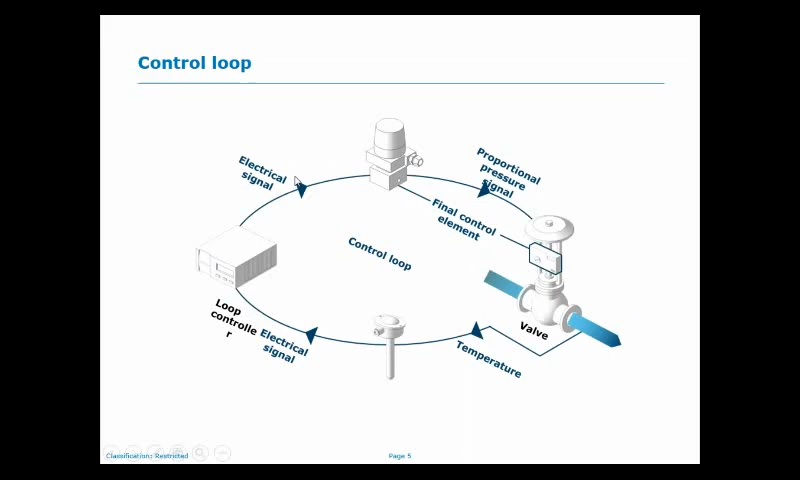 Control loop
Electrical
signal
Proportional
pressure
signal
Final control
element
Control loop
Loop
controlle
r
Electrical
signal
Valve
Temperature
Classification: Restricted
Page 5